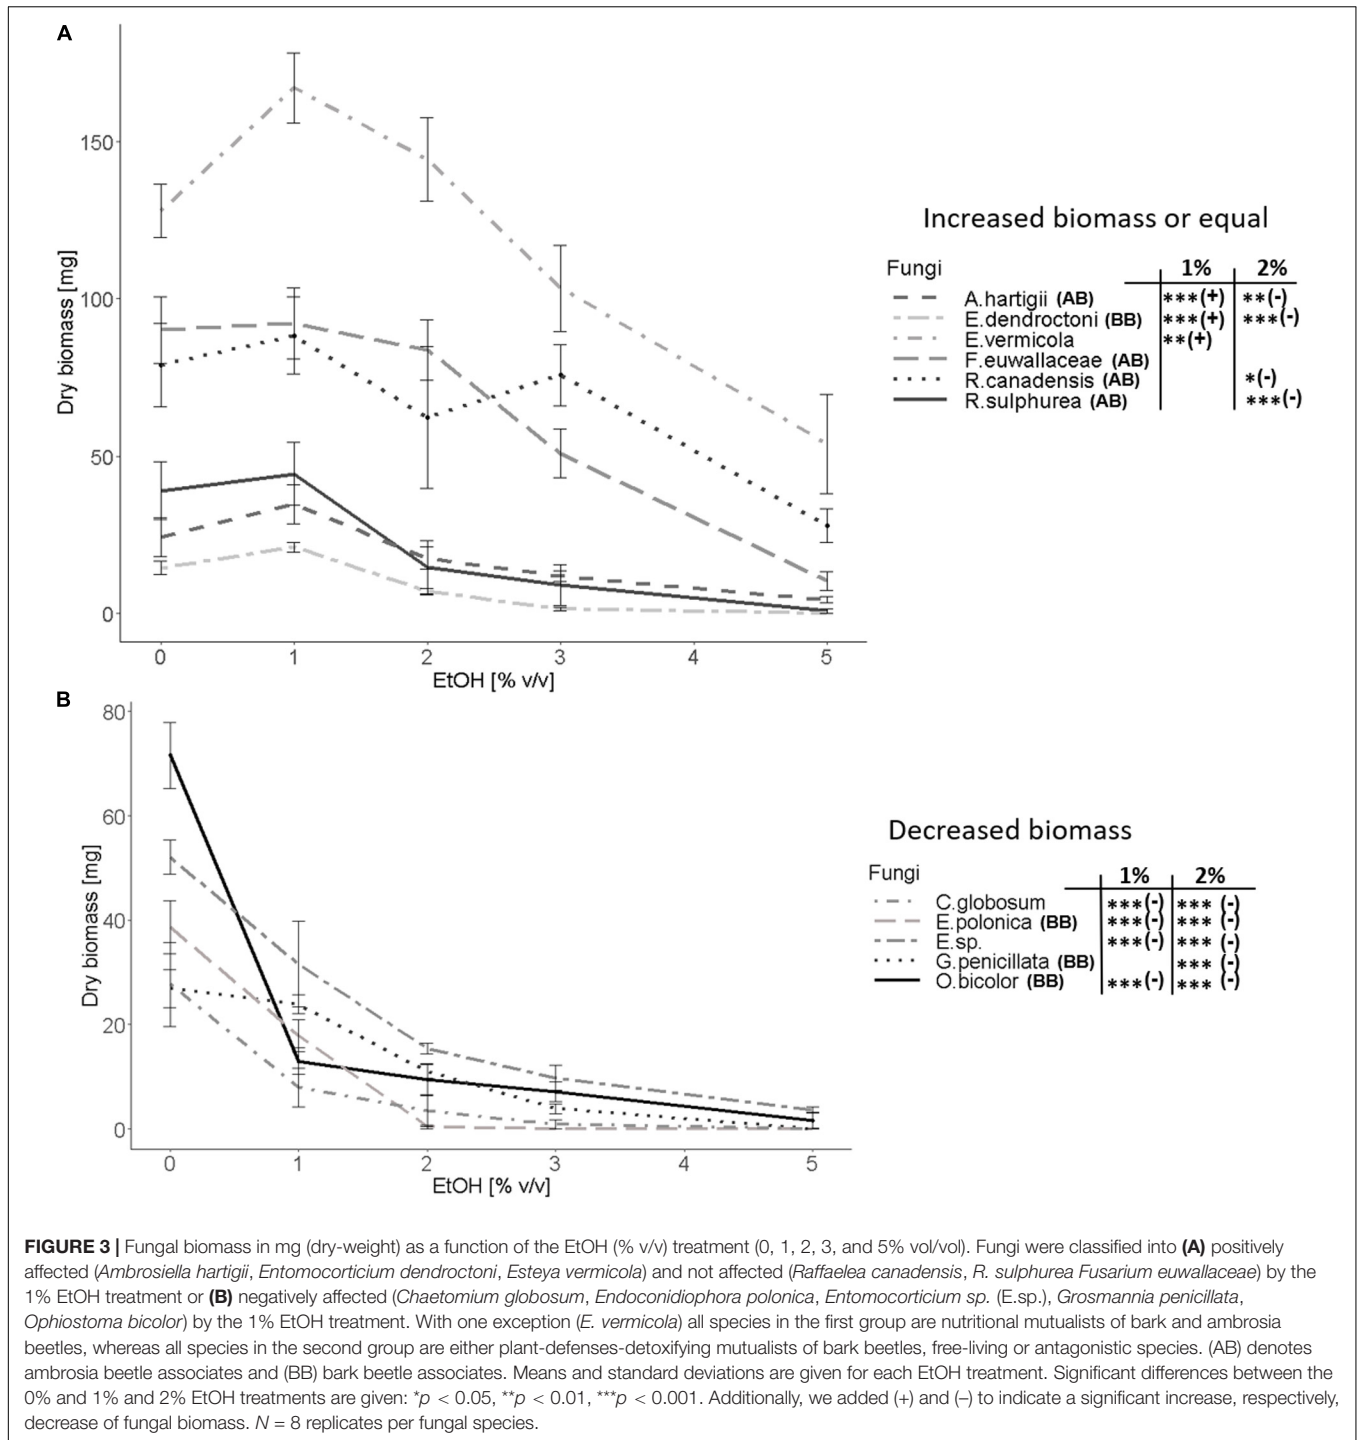 A
Dry biomass [mg]
150
100
50
0
0 1 2 3 4 5
EtOH [% v/v]
Increased biomass or equal
Fungi 1% 2%
A.hartigii (AB) ***(+) **(-)
E.dendroctoni (BB) ***(+) ***(-)
E.vermicola **(+)
F.euwallaceae (AB)
R.canadensis (AB) *(-)
R.sulphurea (AB) ***(-)
B
Dry biomass [mg]
80
60
40
20
0
0 1 2 3 4 5
EtOH [% v/v]
Decreased biomass
Fungi 1% 2%
C.globosum ***(-) *** (-)
E.polonica (BB) ***(-) *** (-)
E.sp. ***(-) *** (-)
G.penicillata (BB) *** (-)
O.bicolor (BB) ***(-) *** (-)
FIGURE 3 | Fungal biomass in mg (dry-weight) as a function of the EtOH (% v/v) treatment (0, 1, 2, 3, and 5% vol/vol). Fungi were classified into (A) positively
affected (Ambrosiella hartigii, Entomocorticium dendroctoni, Esteya vermicola) and not affected (Raffaelea canadensis, R. sulphurea Fusarium euwallaceae) by the
1% EtOH treatment or (B) negatively affected (Chaetomium globosum, Endoconidiophora polonica, Entomocorticium sp. (E.sp.), Grosmannia penicillata,
Ophiostoma bicolor) by the 1% EtOH treatment. With one exception (E. vermicola) all species in the first group are nutritional mutualists of bark and ambrosia
beetles, whereas all species in the second group are either plant-defenses-detoxifying mutualists of bark beetles, free-living or antagonistic species. (AB) denotes
ambrosia beetle associates and (BB) bark beetle associates. Means and standard deviations are given for each EtOH treatment. Significant differences between the
0% and 1% and 2% EtOH treatments are given: *p < 0.05, **p < 0.01, ***p < 0.001. Additionally, we added (+) and (–) to indicate a significant increase, respectively,
decrease of fungal biomass. N = 8 replicates per fungal species.